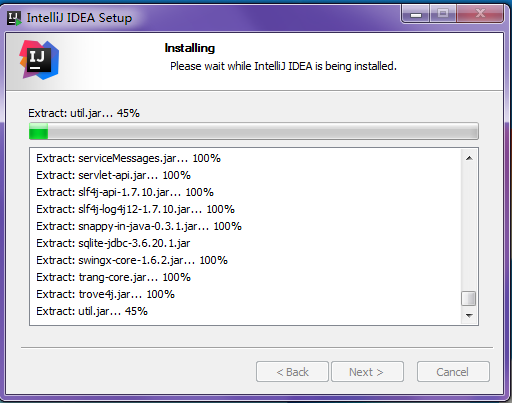 IntelliJ IDEA Setup
IJ
Installing
Please wait while IntelliJ IDEA is being installed.
Extract: util.jar... 45%
Extract: serviceMessages.jar... 100%
Extract: servlet-api.jar... 100%
Extract: slf4j-api-1.7.10.jar... 100%
Extract: slf4j-log4j12-1.7.10.jar... 100%
Extract: snappy-in-java-0.3.1.jar... 100%
Extract: sqlite-jdbc-3.6.20.1.jar
Extract: swingx-core-1.6.2.jar... 100%
Extract: trang-core.jar... 100%
Extract: trove4j.jar... 100%
Extract: util.jar... 45%
< Back Next > Cancel